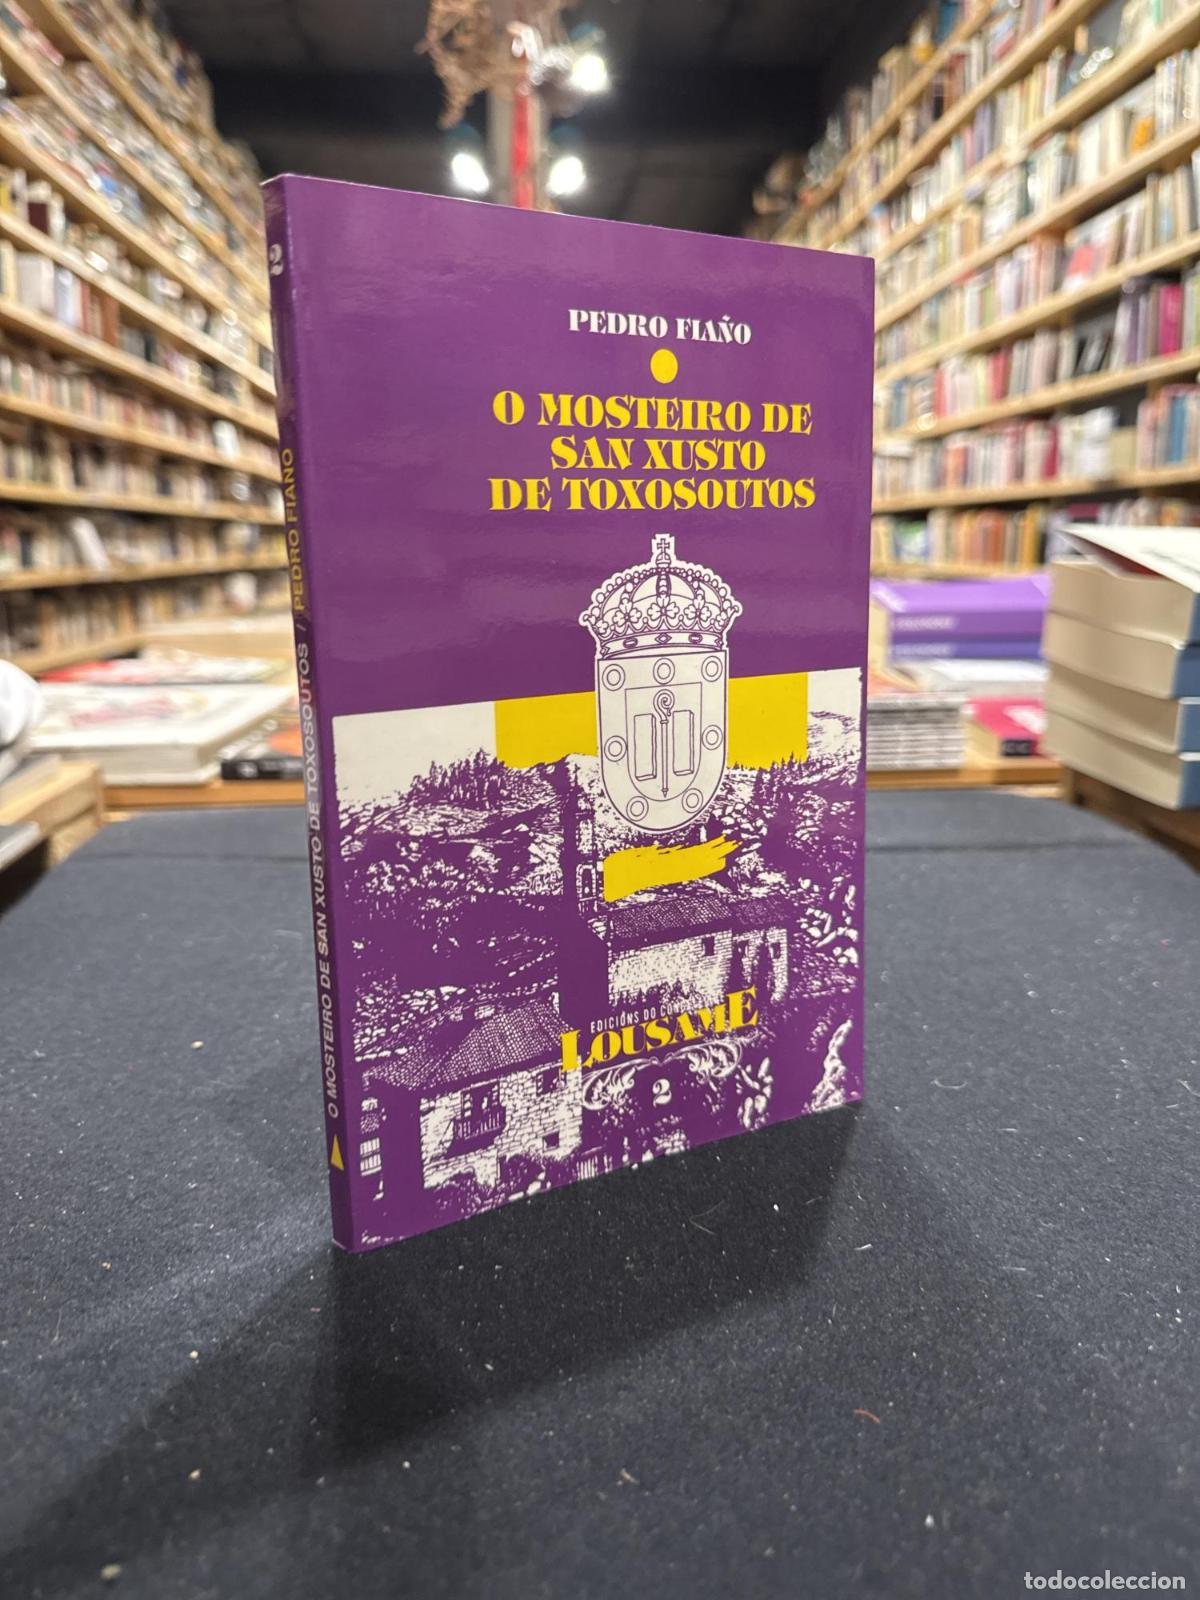 PEDRO FIAÑO
O MOSTEIRO DE
SAN XUSTO
DE TOXOSOUTOS
EDICIÓNS DO
LOUSAME
2
2
O MOSTEIRO DE SAN XUSTO DE TOXOSOUTOS / PEDRO FIAÑO
todocoleccion